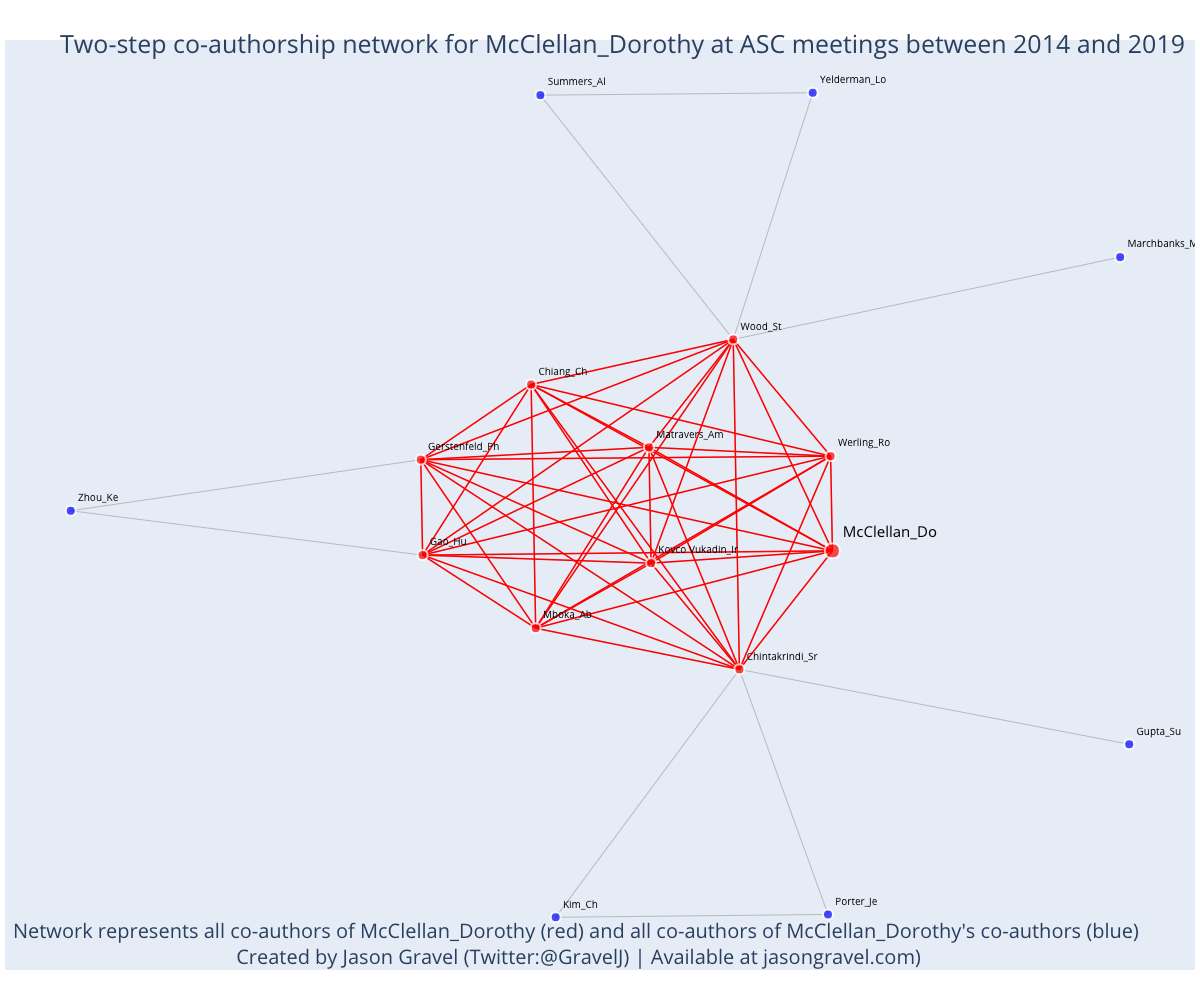 Two-step co-authorship network for McClellan_Dorothy at ASC meetings between 2014 and 2019
Summers_Al
Yelderman_Lo
Marchbanks_M
Wood_St
Chiang_Ch
Matravers_Am
Werling_Ro
Gerstenfeld_Ph
Zhou_Ke
McClellan_Do
Gao_Hu
Kovco Vukadin_Ir
Mboka_Ab
Chintakrindi_Sr
Gupta_Su
Kim_Ch
Porter_Je
Network represents all co-authors of McClellan_Dorothy (red) and all co-authors of McClellan_Dorothy's co-authors (blue)
Created by Jason Gravel (Twitter:@GravelJ) | Available at jasongravel.com)